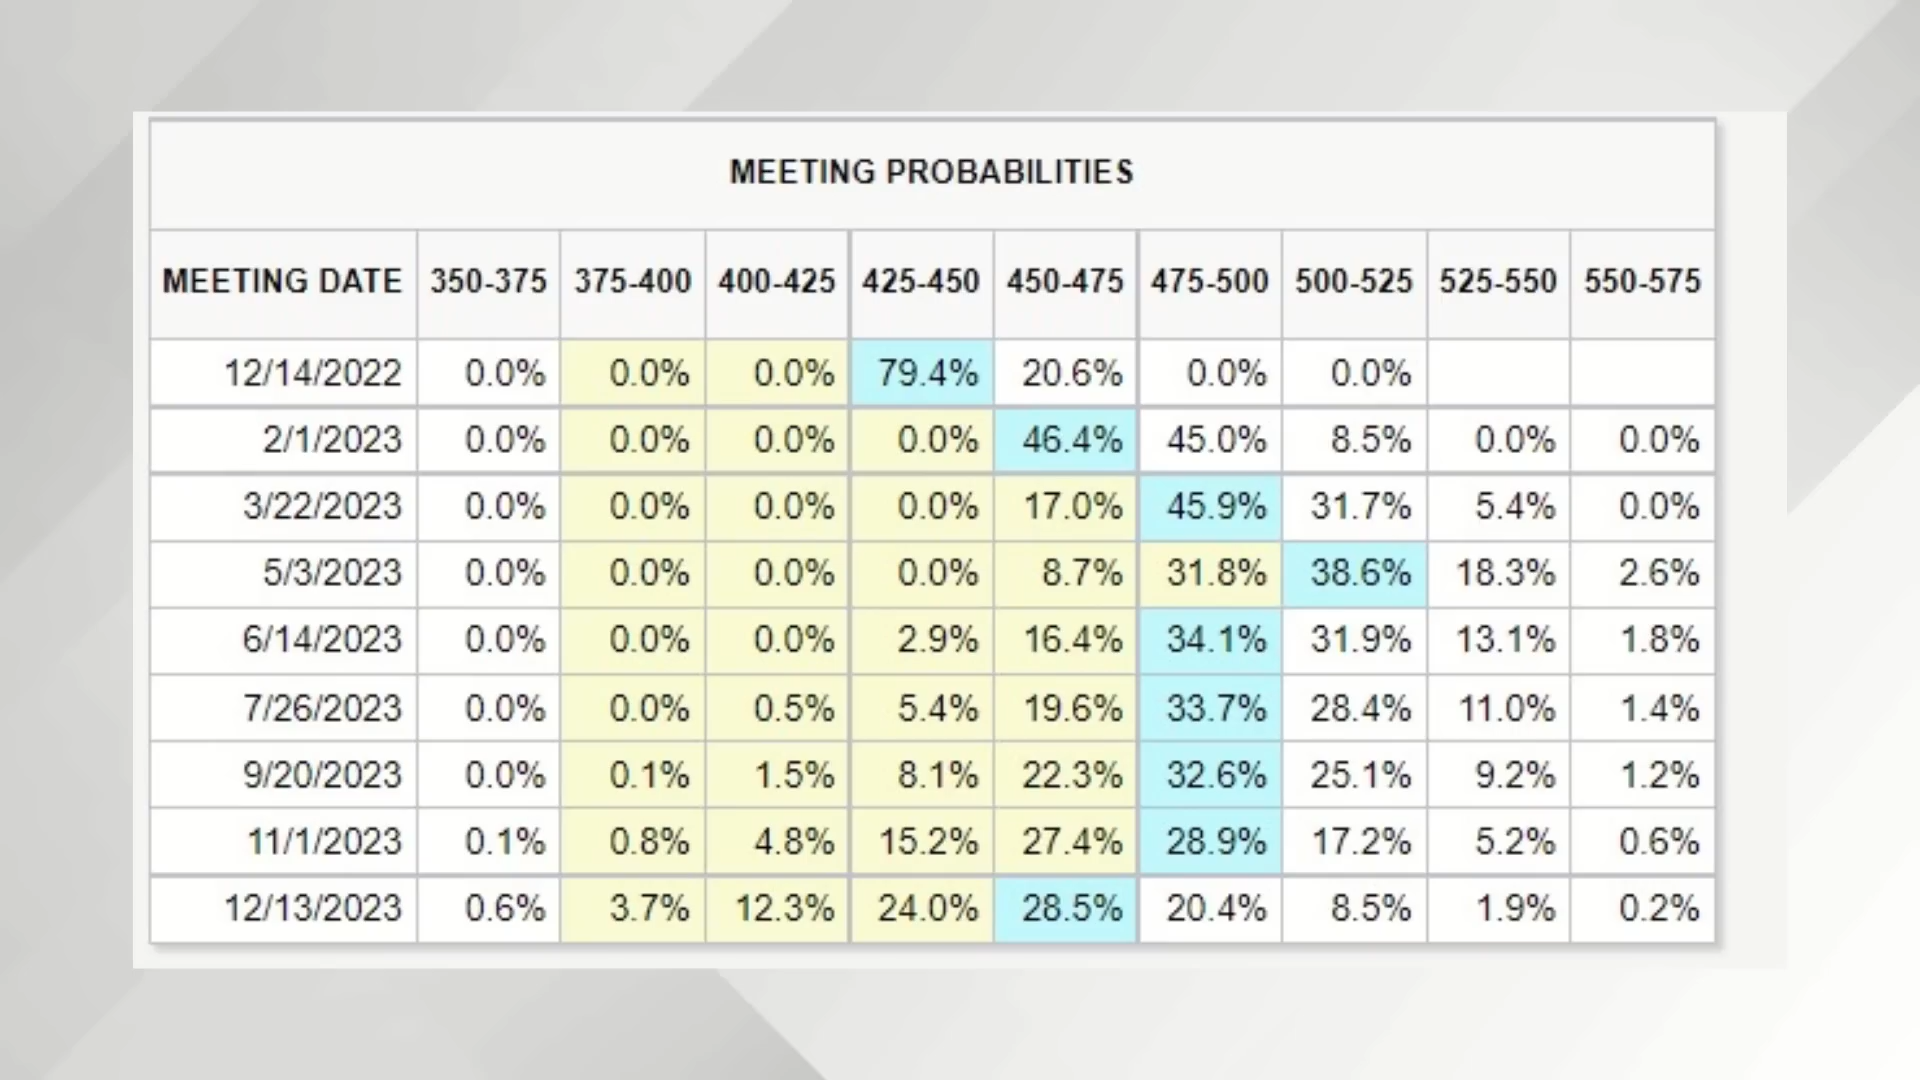 MEETING PROBABILITIES
MEETING DATE 350-375 375-400 400-425 425-450 450-475 475-500 500-525 525-550 550-575
12/14/2022 0.0% 0.0% 0.0% 79.4% 20.6% 0.0% 0.0%
2/1/2023 0.0% 0.0% 0.0% 0.0% 46.4% 45.0% 8.5% 0.0% 0.0%
3/22/2023 0.0% 0.0% 0.0% 0.0% 17.0% 45.9% 31.7% 5.4% 0.0%
5/3/2023 0.0% 0.0% 0.0% 0.0% 8.7% 31.8% 38.6% 18.3% 2.6%
6/14/2023 0.0% 0.0% 0.0% 2.9% 16.4% 34.1% 31.9% 13.1% 1.8%
7/26/2023 0.0% 0.0% 0.5% 5.4% 19.6% 33.7% 28.4% 11.0% 1.4%
9/20/2023 0.0% 0.1% 1.5% 8.1% 22.3% 32.6% 25.1% 9.2% 1.2%
11/1/2023 0.1% 0.8% 4.8% 15.2% 27.4% 28.9% 17.2% 5.2% 0.6%
12/13/2023 0.6% 3.7% 12.3% 24.0% 28.5% 20.4% 8.5% 1.9% 0.2%